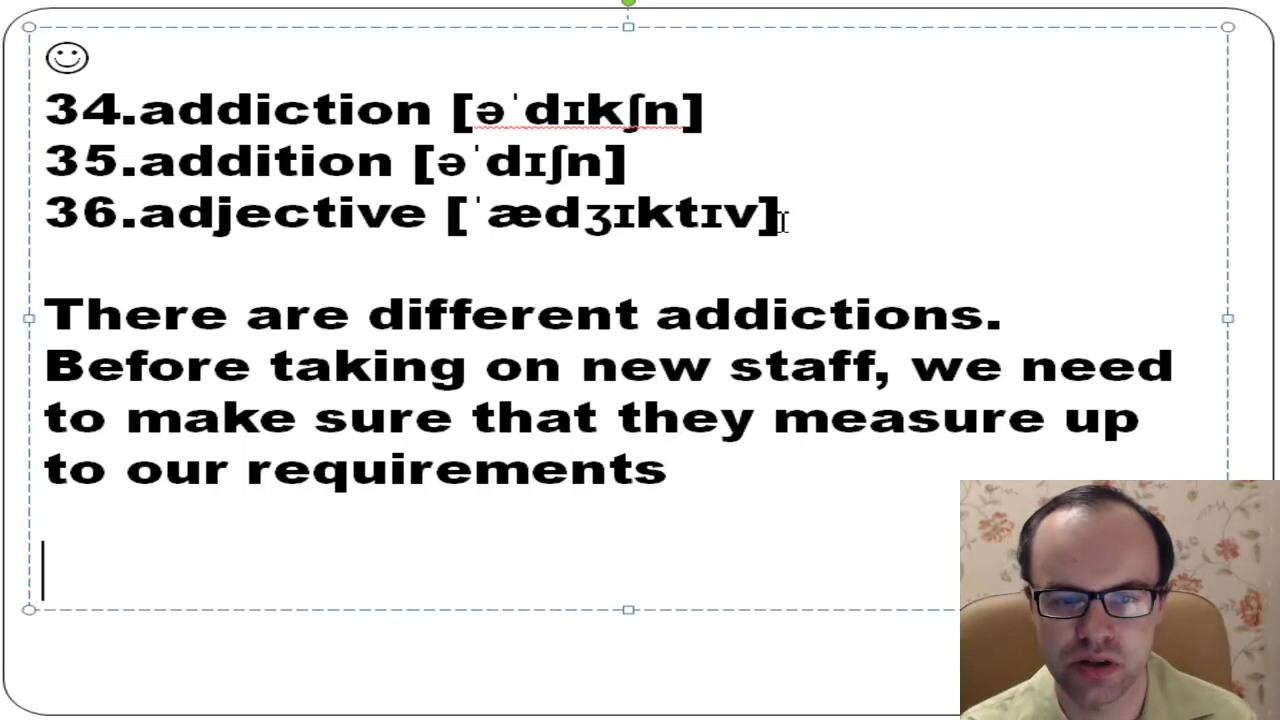 ☺
34.addiction [əˈdɪkʃn]
35.addition [əˈdɪʃn]
36.adjective [ˈædʒɪktɪv]
There are different addictions.
Before taking on new staff, we need
to make sure that they measure up
to our requirements